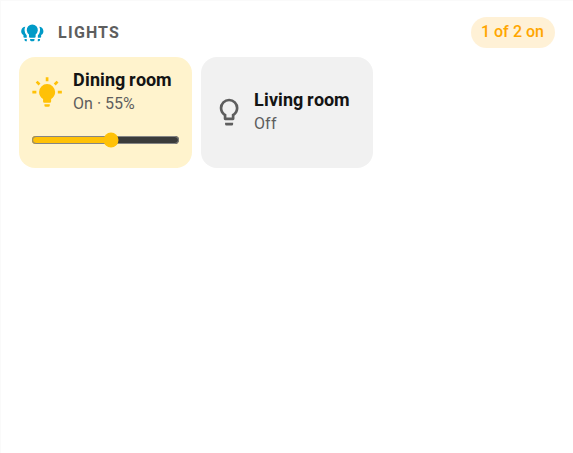 LIGHTS
1 of 2 on
Dining room
On · 55%
Living room
Off